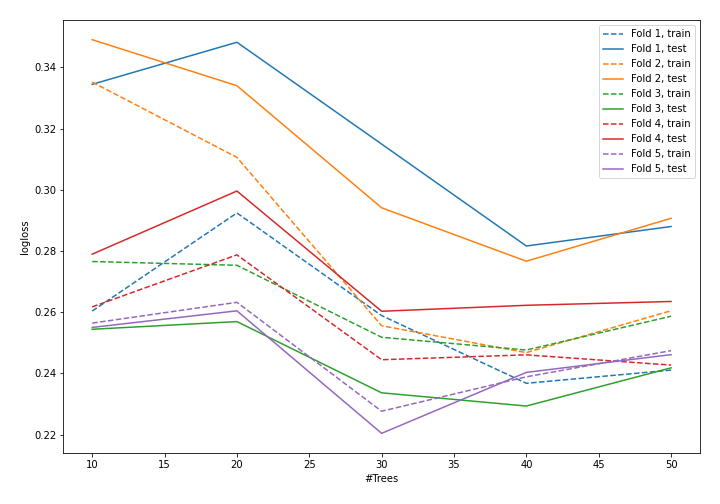 logloss
0.34
0.32
0.30
0.28
0.26
0.24
0.22
10
15
20
25
30
35
40
45
50
#Trees
Fold 1, train
Fold 1, test
Fold 2, train
Fold 2, test
Fold 3, train
Fold 3, test
Fold 4, train
Fold 4, test
Fold 5, train
Fold 5, test